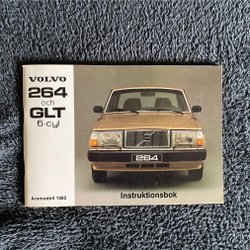 VOLVO
264
och
GLT
6-cyl
264
Instruktionsbok
Årsmodell 1982